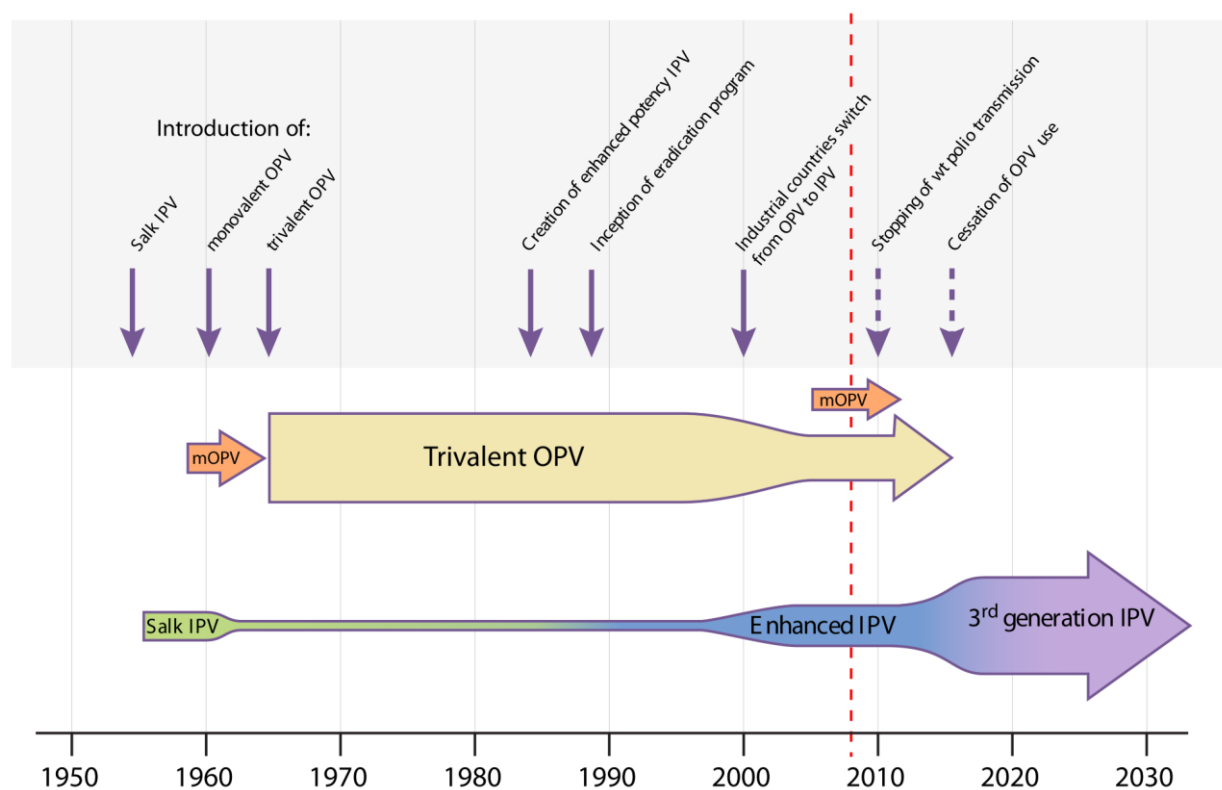 Introduction of:
Salk IPV
monovalent OPV
trivalent OPV
Creation of enhanced potency IPV
Inception of eradication program
Industrial countries switch
from OPV to IPV
Stopping of wt polio transmission
Cessation of OPV use
mOPV
mOPV
Trivalent OPV
Salk IPV
Enhanced IPV
3rd generation IPV
1950 1960 1970 1980 1990 2000 2010 2020 2030